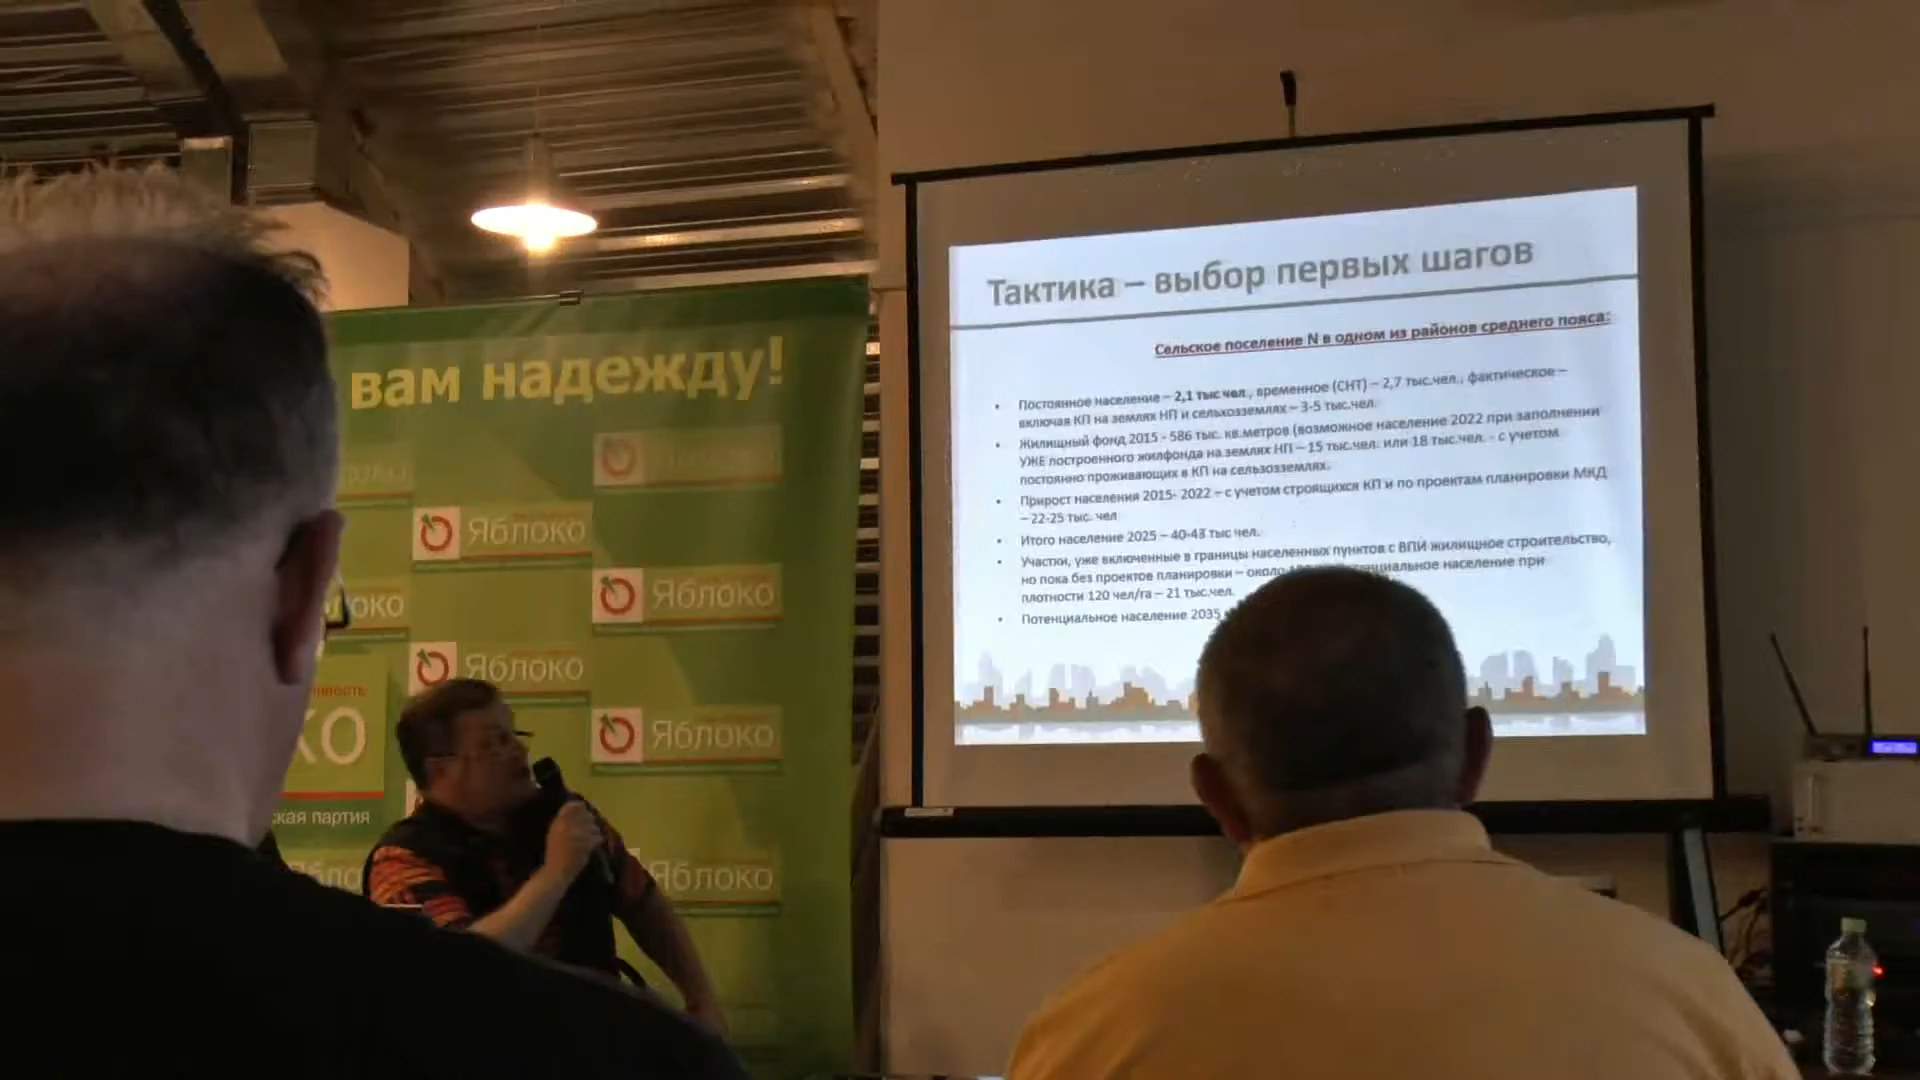 вам надежду!
Яблоко
Яблоко
Яблоко
Яблоко
Яблоко
КО
ская партия
Тактика – выбор первых шагов
Сельское поселение N в одном из районов среднего пояса:
• Постоянное население – 2,1 тыс чел., временное (СНТ) – 2,7 тыс.чел., фактическое –
включая КП на землях НП и сельхозземлях – 3-5 тыс.чел.
• Жилищный фонд 2015 - 586 тыс. кв.метров (возможное население 2022 при заполнении
УЖЕ построенного жилфонда на землях НП – 15 тыс.чел. или 18 тыс.чел. - с учетом
постоянно проживающих в КП на сельзозземлях.
• Прирост населения 2015- 2022 – с учетом строящихся КП и по проектам планировки МКД
– 22-25 тыс. чел
• Итого население 2025 – 40-43 тыс чел.
• Участки, уже включенные в границы населенных пунктов с ВПИ жилищное строительство,
но пока без проектов планировки – около население при
плотности 120 чел/га – 21 тыс.чел.
• Потенциальное население 2035